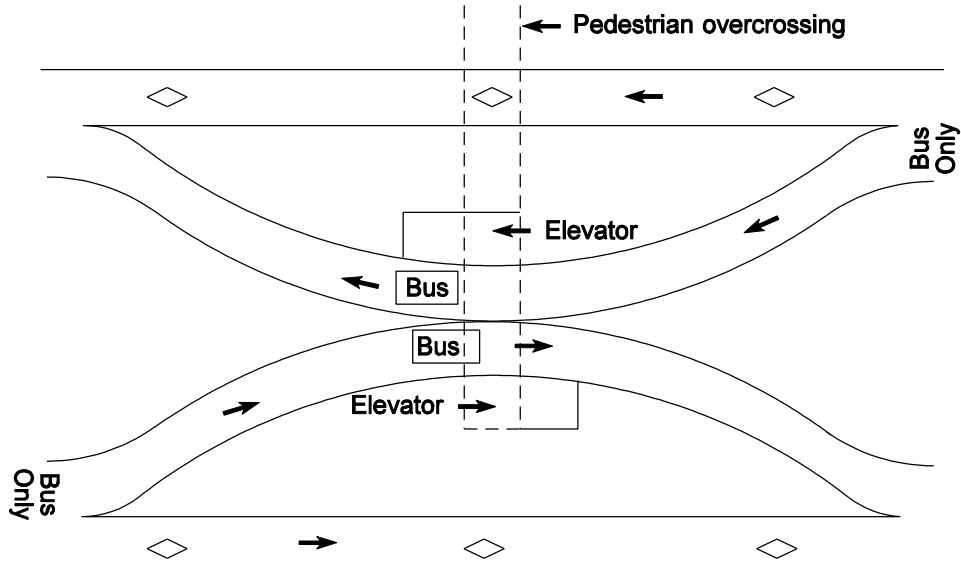 Pedestrian overcrossing
Bus
Only
Elevator
Bus
Bus
Elevator
Bus
Only